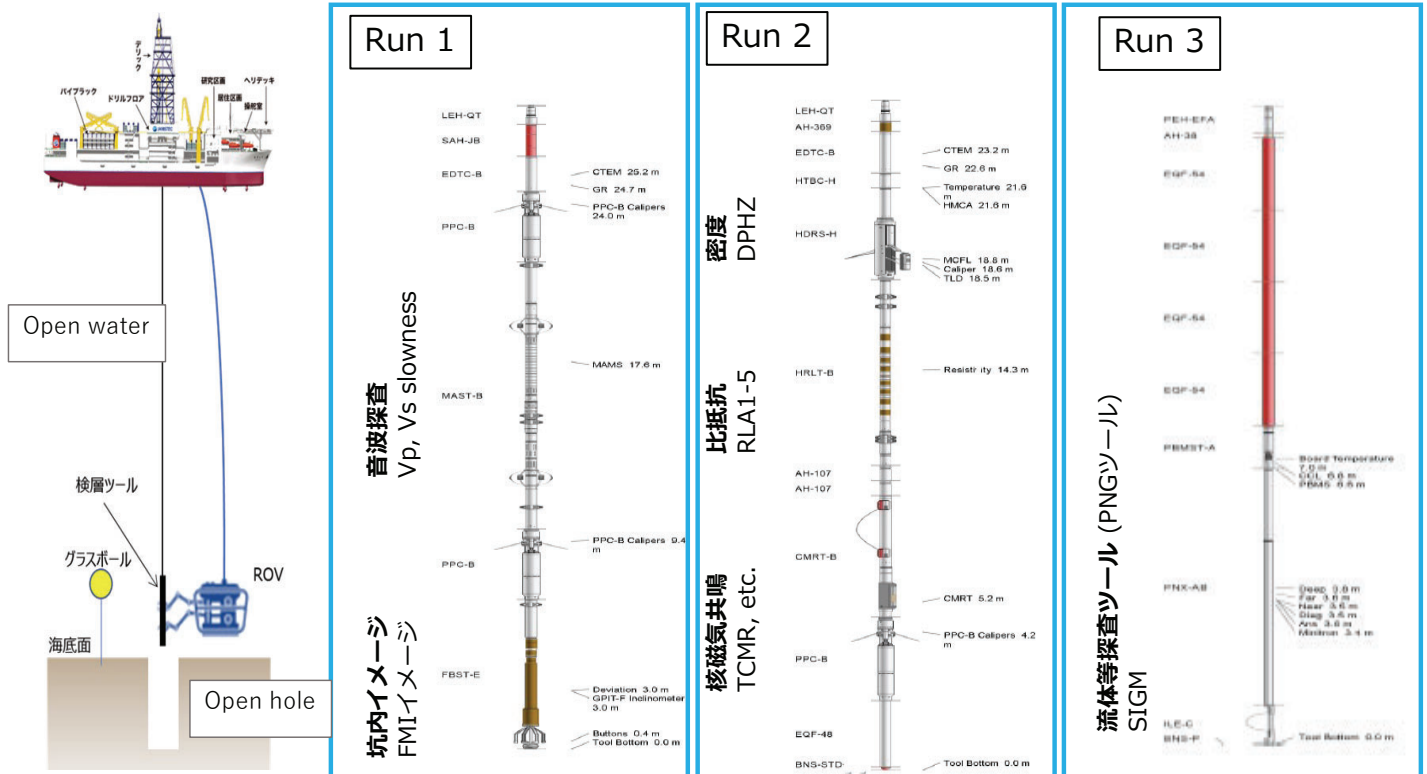 デリック
パイプラック
ドリルフロア
研究区画
居住区画
操舵室
ヘリデッキ
JAMSTEC
Open water
検層ツール
グラスボール
ROV
海底面
Open hole
Run 1
LEH-QT
SAH-JB
EDTC-B
CTEM 25.2 m
GR 24.7 m
PPC-B Calipers
24.0 m
PPC-B
音波探査
Vp, Vs slowness
MAMS 17.6 m
MAST-B
PPC-B Calipers 9.4
m
PPC-B
坑内イメージ
FMIイメージ
FBST-E
Deviation 3.0 m
GPIT-F Inclinometer
3.0 m
Buttons 0.4 m
Tool Bottom 0.0 m
Run 2
LEH-QT
AH-369
EDTC-B
CTEM 23.2 m
GR 22.6 m
HTBC-H
Temperature 21.6
m
HMCA 21.6 m
密度
DPHZ
HDRS-H
MCFL 18.8 m
Caliper 18.6 m
TLD 18.5 m
比抵抗
RLA1-5
HRLT-B
Resistivity 14.3 m
AH-107
AH-107
CMRT-B
核磁気共鳴
TCMR, etc.
CMRT 5.2 m
PPC-B Calipers 4.2
m
PPC-B
EQF-48
BNS-STD
Tool Bottom 0.0 m
Run 3
PEH-EFA
AH-38
EQF-54
EQF-54
EQF-54
EQF-54
PBMST-A
Board Temperature
7.0 m
CCL 6.6 m
PBMS 6.6 m
流体等探査ツール (PNGツール)
SIGM
PNX-AB
Deep 3.8 m
Far 3.6 m
Near 3.6 m
Diag 3.6 m
Minitron 3.4 m
ILE-C
BNS-P
Tool Bottom 0.0 m